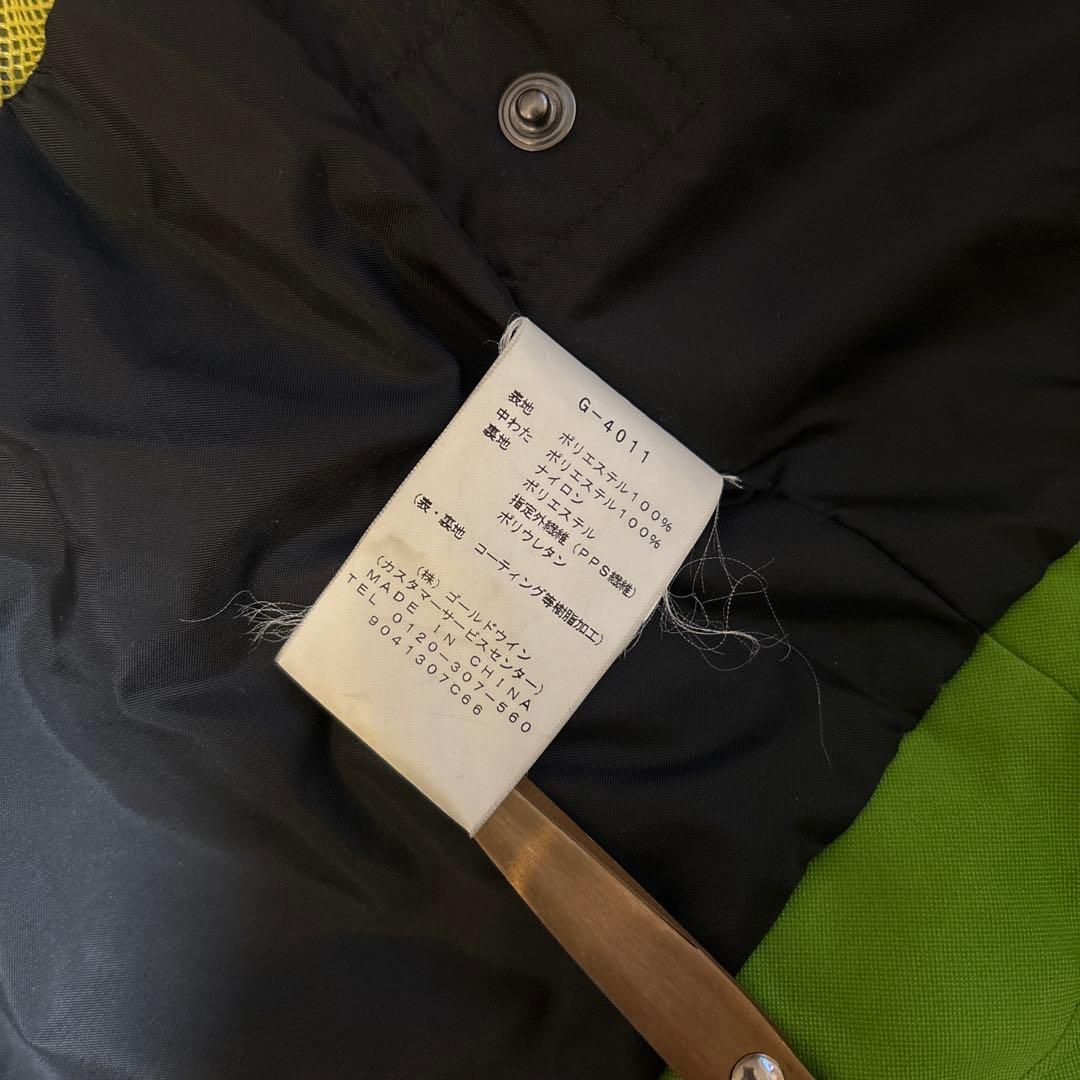 G-4011
表地 ポリエステル100%
中わた ポリエステル100%
裏地 ナイロン
ポリエステル
指定外繊維(PPS繊維)
ポリウレタン
(表・裏地 コーティング等樹脂加工)
(株)ゴールドウイン
(カスタマーサービスセンター)
MADE IN CHINA
TEL 0120-307-560
9041307C66